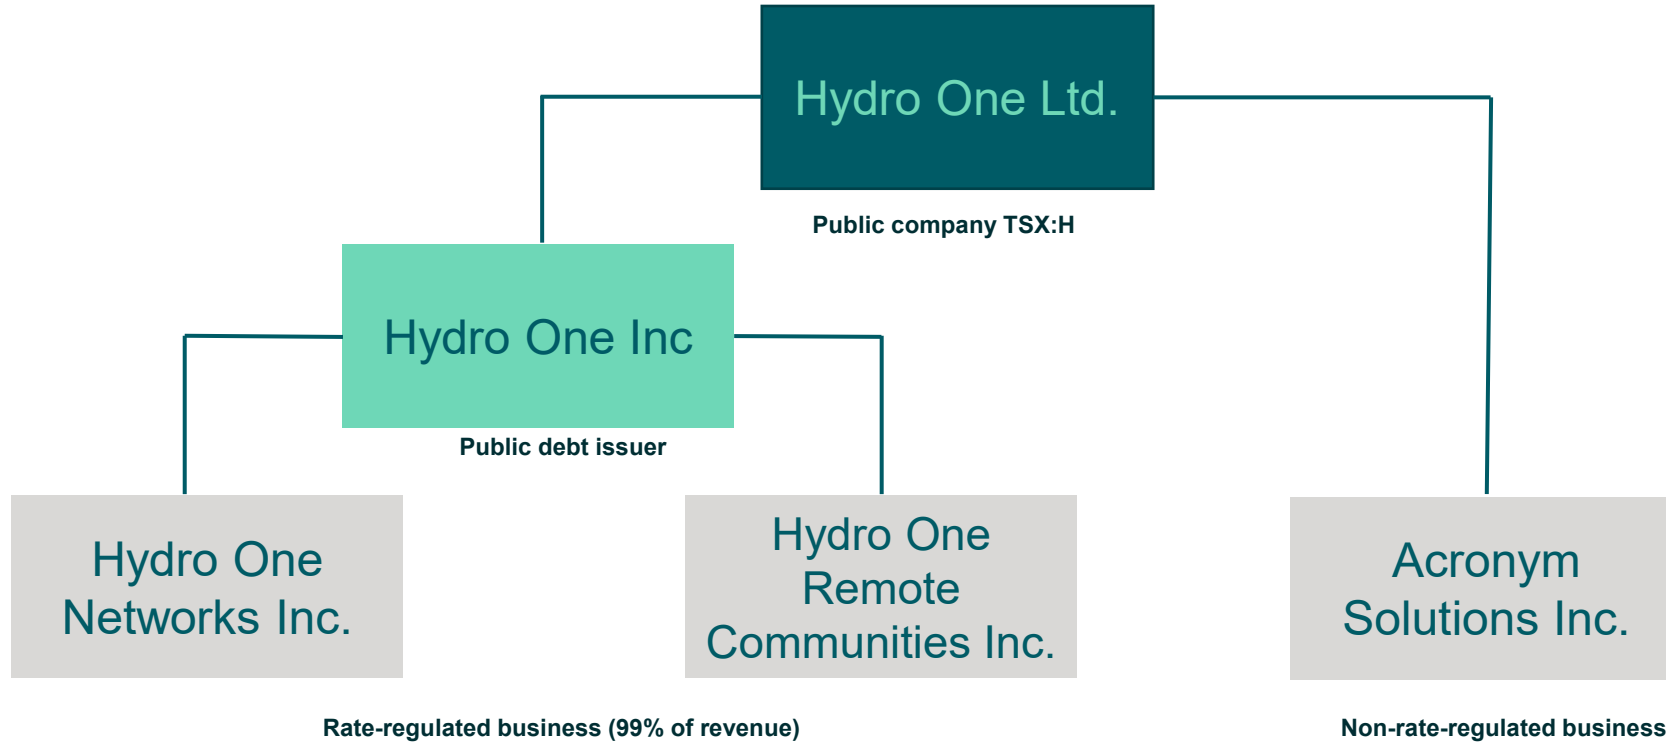 Hydro One Ltd.
Public company TSX:H
Hydro One Inc
Public debt issuer
Hydro One
Networks Inc.
Hydro One
Remote
Communities Inc.
Acronym
Solutions Inc.
Rate-regulated business (99% of revenue)
Non-rate-regulated business